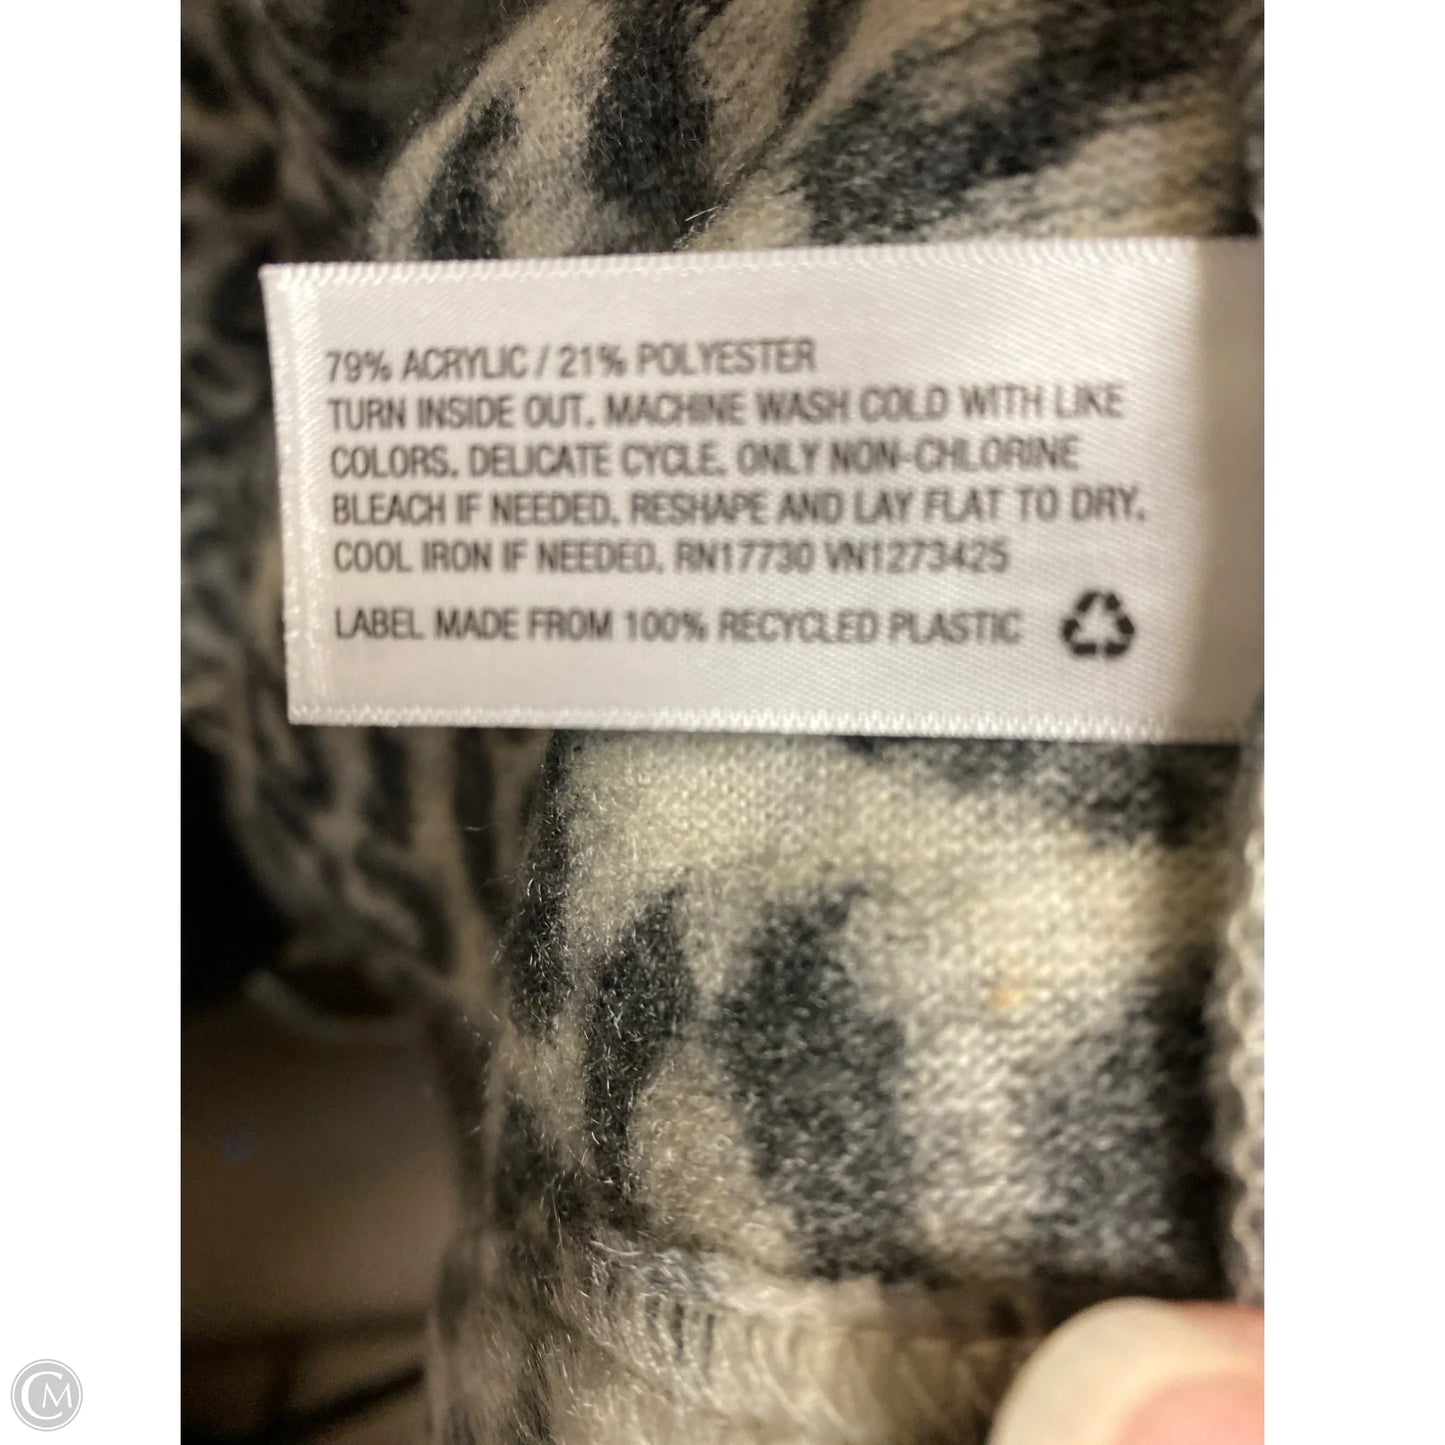 79% ACRYLIC / 21% POLYESTER
TURN INSIDE OUT. MACHINE WASH COLD WITH LIKE
COLORS. DELICATE CYCLE. ONLY NON-CHLORINE
BLEACH IF NEEDED. RESHAPE AND LAY FLAT TO DRY.
COOL IRON IF NEEDED. RN17730 VN1273425
LABEL MADE FROM 100% RECYCLED PLASTIC
CM